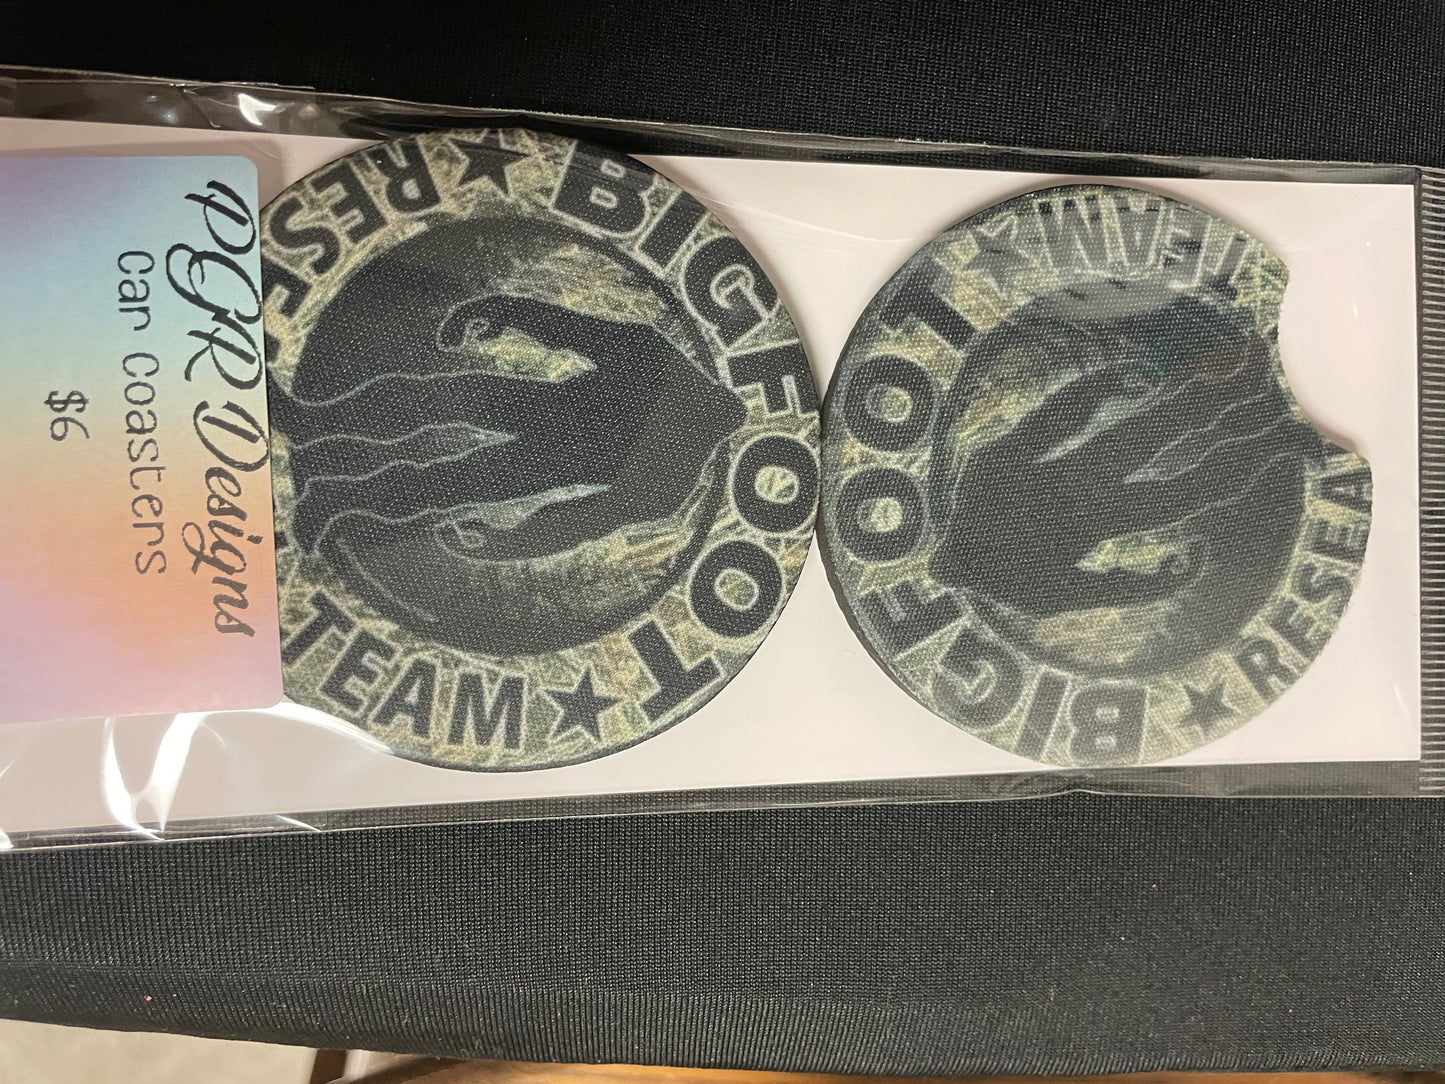 PGR Designs
Car Coasters
$6
BIGFOOT
RESE
TEAM
BIGFOOT
RESEA
TEAM